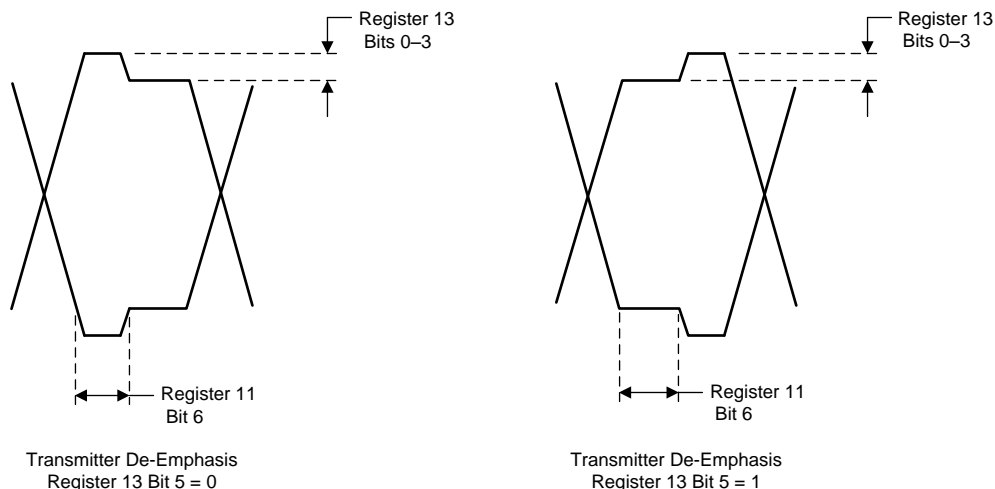 Register 13
Bits 0–3
Register 11
Bit 6
Transmitter De-Emphasis
Register 13 Bit 5 = 0
Register 13
Bits 0–3
Register 11
Bit 6
Transmitter De-Emphasis
Register 13 Bit 5 = 1